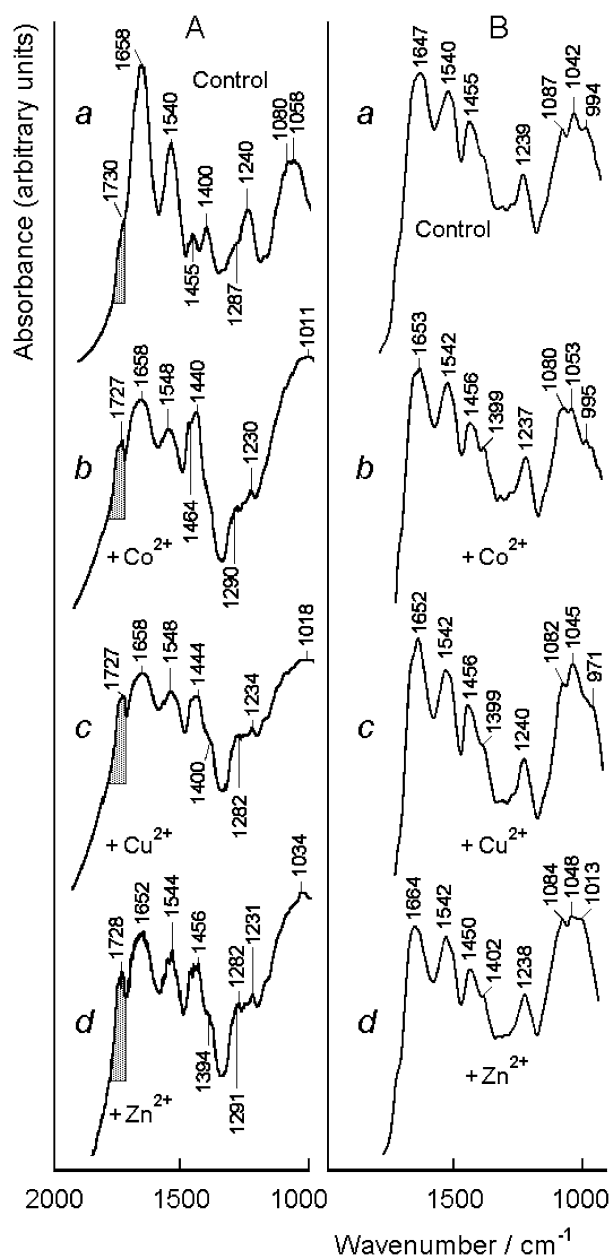 A B
Absorbance (arbitrary units)
a
Control
1730 1658 1540 1455 1400 1287 1240 1080 1058
b
+ Co2+
1727 1658 1548 1464 1440 1290 1230 1011
c
+ Cu2+
1727 1658 1548 1444 1400 1282 1234 1018
d
+ Zn2+
1728 1652 1544 1456 1394 1291 1282 1231 1034
a
Control
1647 1540 1455 1239 1087 1042 994
b
+ Co2+
1653 1542 1456 1399 1237 1080 1053 995
c
+ Cu2+
1652 1542 1456 1399 1240 1082 1045 971
d
+ Zn2+
1664 1542 1450 1402 1238 1084 1048 1013
2000 1500 1000 1500 1000
Wavenumber / cm-1